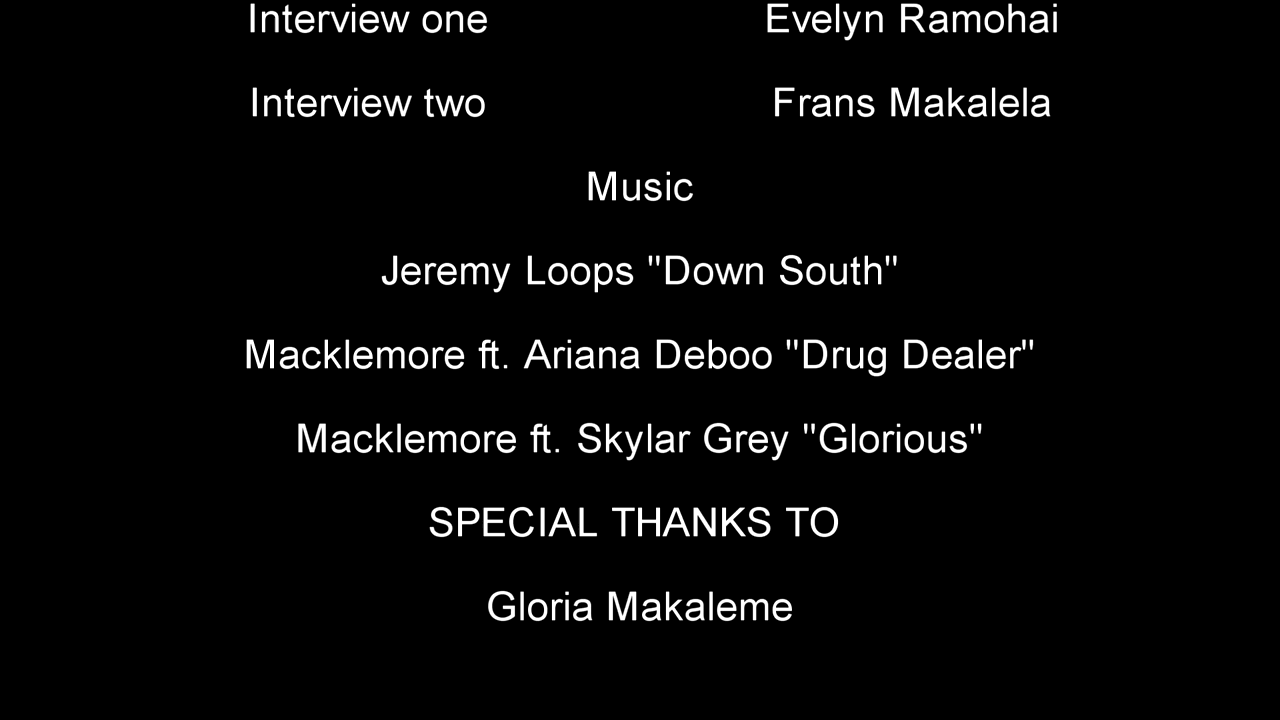 Interview one Evelyn Ramohai
Interview two Frans Makalela
Music
Jeremy Loops "Down South"
Macklemore ft. Ariana Deboo "Drug Dealer"
Macklemore ft. Skylar Grey "Glorious"
SPECIAL THANKS TO
Gloria Makaleme